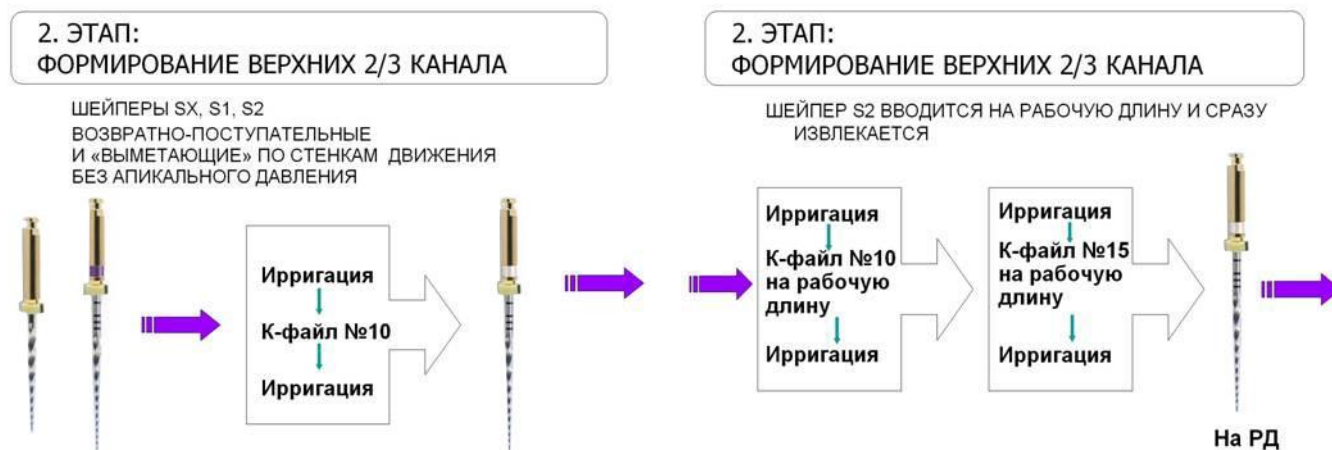 2. ЭТАП:
ФОРМИРОВАНИЕ ВЕРХНИХ 2/3 КАНАЛА
ШЕЙПЕРЫ SX, S1, S2
ВОЗВРАТНО-ПОСТУПАТЕЛЬНЫЕ
И «ВЫМЕТАЮЩИЕ» ПО СТЕНКАМ ДВИЖЕНИЯ
БЕЗ АПИКАЛЬНОГО ДАВЛЕНИЯ
Ирригация
К-файл №10
Ирригация
2. ЭТАП:
ФОРМИРОВАНИЕ ВЕРХНИХ 2/3 КАНАЛА
ШЕЙПЕР S2 ВВОДИТСЯ НА РАБОЧУЮ ДЛИНУ И СРАЗУ
ИЗВЛЕКАЕТСЯ
Ирригация
К-файл №10
на рабочую
длину
Ирригация
Ирригация
К-файл №15
на рабочую
длину
Ирригация
На РД